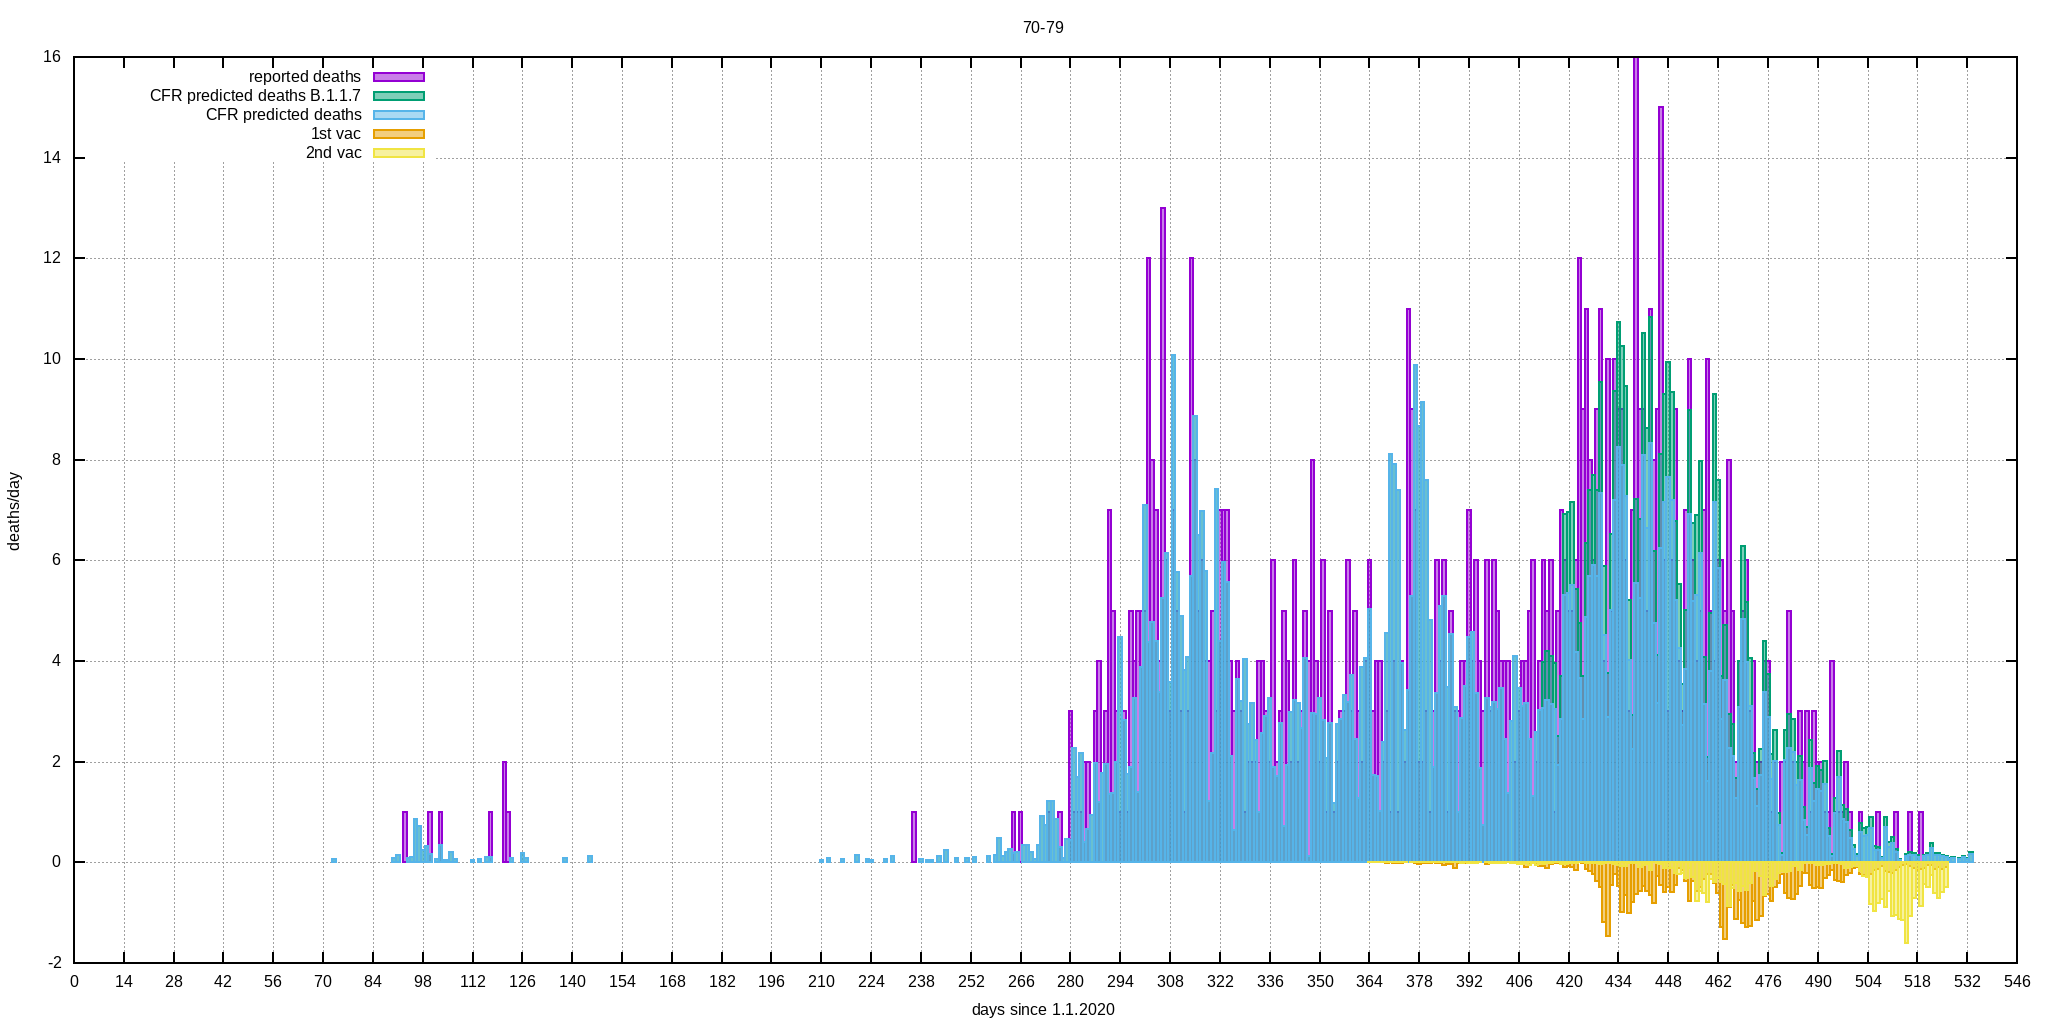 70-79
reported deaths
CFR predicted deaths B.1.1.7
CFR predicted deaths
1st vac
2nd vac
deaths/day
16
14
12
10
8
6
4
2
0
-2
0 14 28 42 56 70 84 98 112 126 140 154 168 182 196 210 224 238 252 266 280 294 308 322 336 350 364 378 392 406 420 434 448 462 476 490 504 518 532 546
days since 1.1.2020